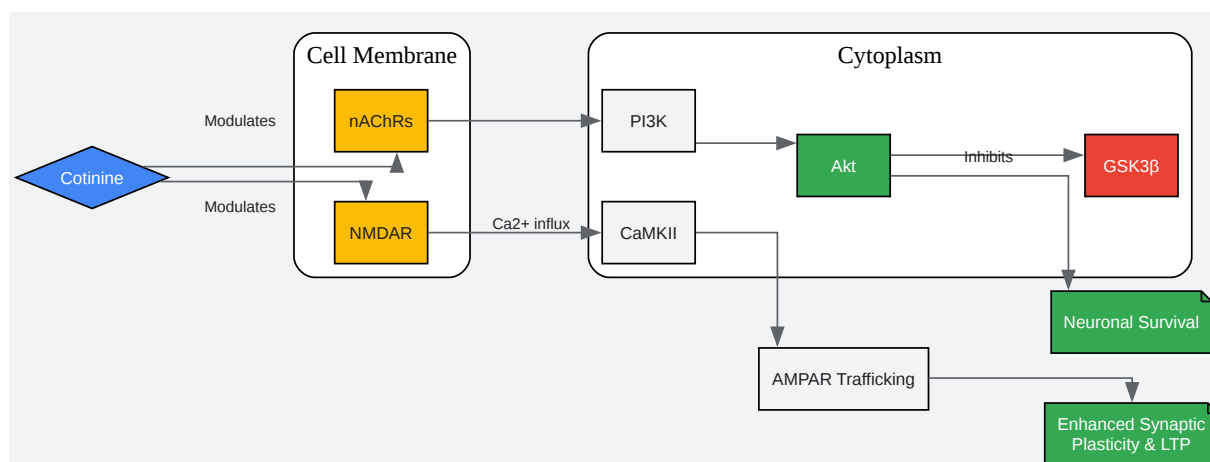 Cell Membrane
Cytoplasm
Modulates
nAChRs
PI3K
Cotinine
Akt
Inhibits
GSK3β
Modulates
NMDAR
Ca2+ influx
CaMKII
Neuronal Survival
AMPAR Trafficking
Enhanced Synaptic
Plasticity & LTP